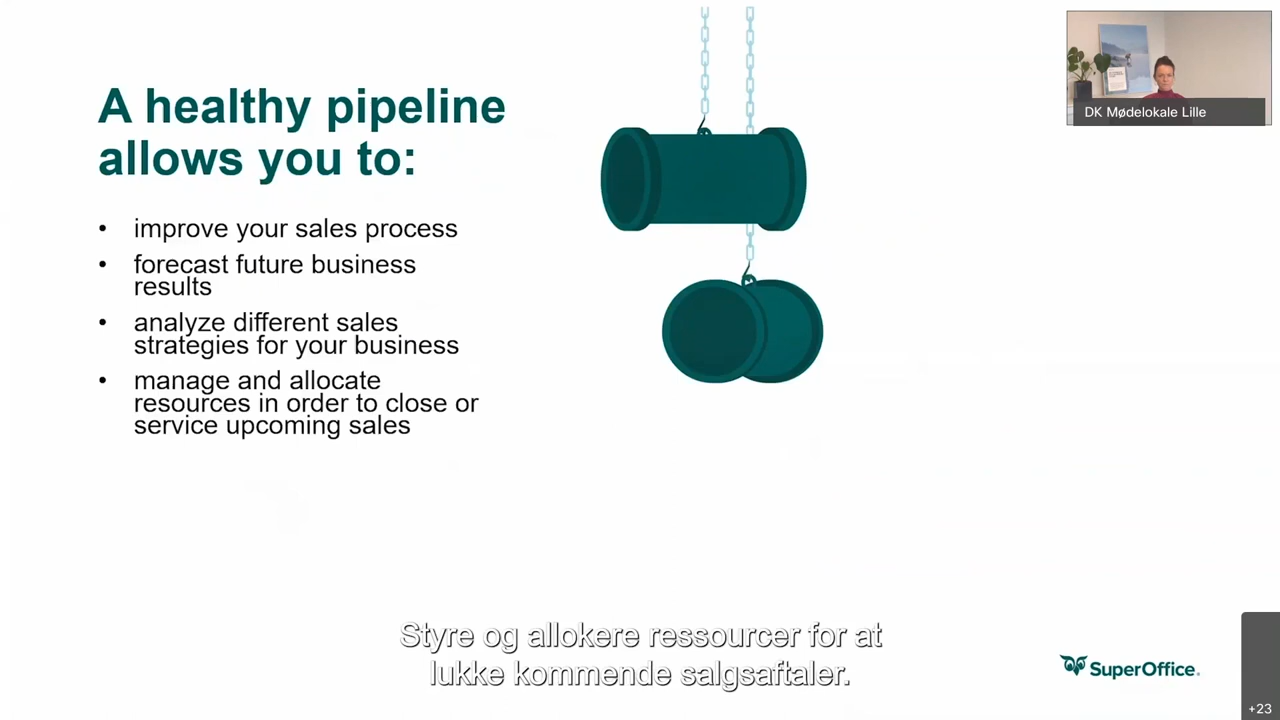 A healthy pipeline
allows you to:
• improve your sales process
• forecast future business
results
• analyze different sales
strategies for your business
• manage and allocate
resources in order to close or
service upcoming sales
DK Mødelokale Lille
Styre og allokere ressourcer for at
lukke kommende salgsaftaler.
SuperOffice.
+23